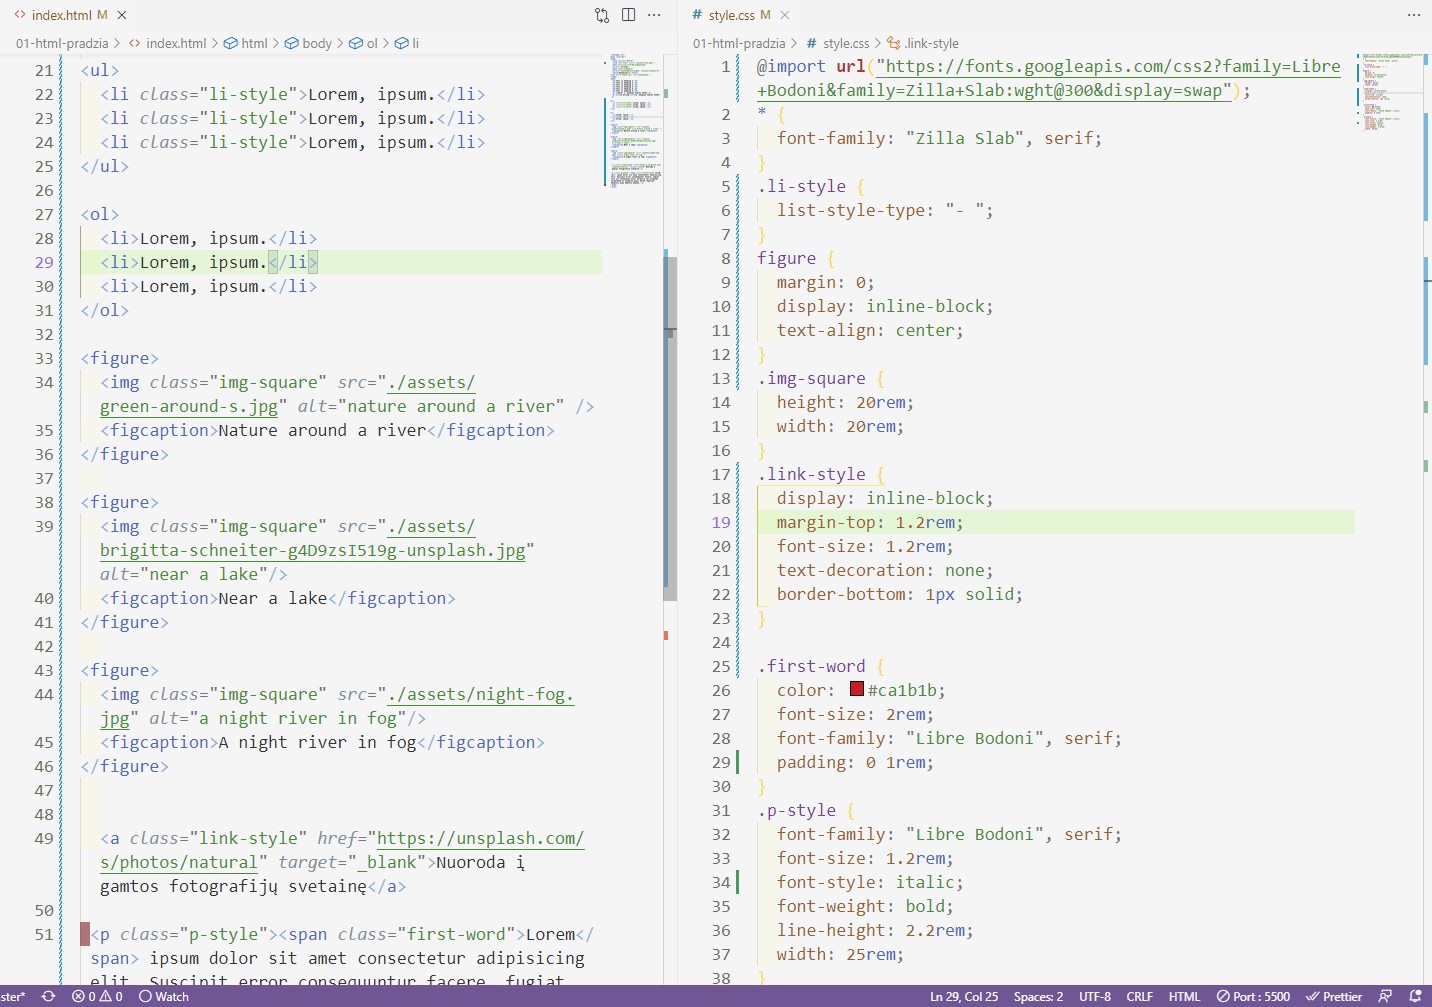 index.html M
01-html-pradzia > index.html > html > body > ol > li
21 <ul>
22 <li class="li-style">Lorem, ipsum.</li>
23 <li class="li-style">Lorem, ipsum.</li>
24 <li class="li-style">Lorem, ipsum.</li>
25 </ul>
26
27 <ol>
28 <li>Lorem, ipsum.</li>
29 <li>Lorem, ipsum.</li>
30 <li>Lorem, ipsum.</li>
31 </ol>
32
33 <figure>
34 <img class="img-square" src="./assets/
green-around-s.jpg" alt="nature around a river" />
35 <figcaption>Nature around a river</figcaption>
36 </figure>
37
38 <figure>
39 <img class="img-square" src="./assets/
brigitta-schneiter-g4D9zsI519g-unsplash.jpg"
alt="near a lake"/>
40 <figcaption>Near a lake</figcaption>
41 </figure>
42
43 <figure>
44 <img class="img-square" src="./assets/night-fog.
jpg" alt="a night river in fog"/>
45 <figcaption>A night river in fog</figcaption>
46 </figure>
47
48
49 <a class="link-style" href="https://unsplash.com/
s/photos/natural" target="_blank">Nuoroda į
gamtos fotografijų svetainę</a>
50
51 <p class="p-style"><span class="first-word">Lorem</
span> ipsum dolor sit amet consectetur adipisicing
elit. Suscipit error consequuntur facere, fugiat
style.css M
01-html-pradzia > style.css > .link-style
1 @import url("https://fonts.googleapis.com/css2?family=Libre
+Bodoni&family=Zilla+Slab:wght@300&display=swap");
2 * {
3 font-family: "Zilla Slab", serif;
4 }
5 .li-style {
6 list-style-type: "- ";
7 }
8 figure {
9 margin: 0;
10 display: inline-block;
11 text-align: center;
12 }
13 .img-square {
14 height: 20rem;
15 width: 20rem;
16 }
17 .link-style {
18 display: inline-block;
19 margin-top: 1.2rem;
20 font-size: 1.2rem;
21 text-decoration: none;
22 border-bottom: 1px solid;
23 }
24
25 .first-word {
26 color: #ca1b1b;
27 font-size: 2rem;
28 font-family: "Libre Bodoni", serif;
29 padding: 0 1rem;
30 }
31 .p-style {
32 font-family: "Libre Bodoni", serif;
33 font-size: 1.2rem;
34 font-style: italic;
35 font-weight: bold;
36 line-height: 2.2rem;
37 width: 25rem;
38 }
ster* 0 0 Watch Ln 29, Col 25 Spaces: 2 UTF-8 CRLF HTML Port : 5500 Prettier